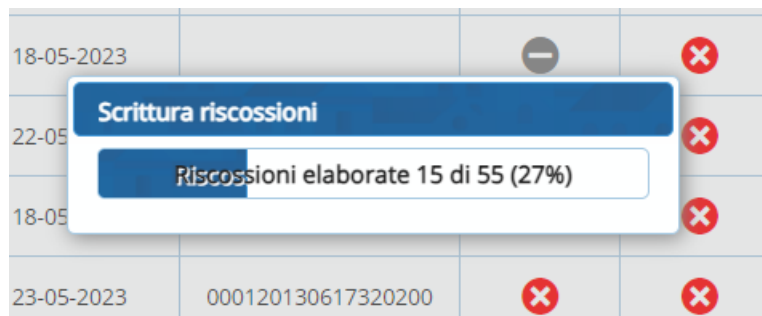 18-05-2023
Scrittura riscossioni
22-05
Riscossioni elaborate 15 di 55 (27%)
18-05
23-05-2023 000120130617320200